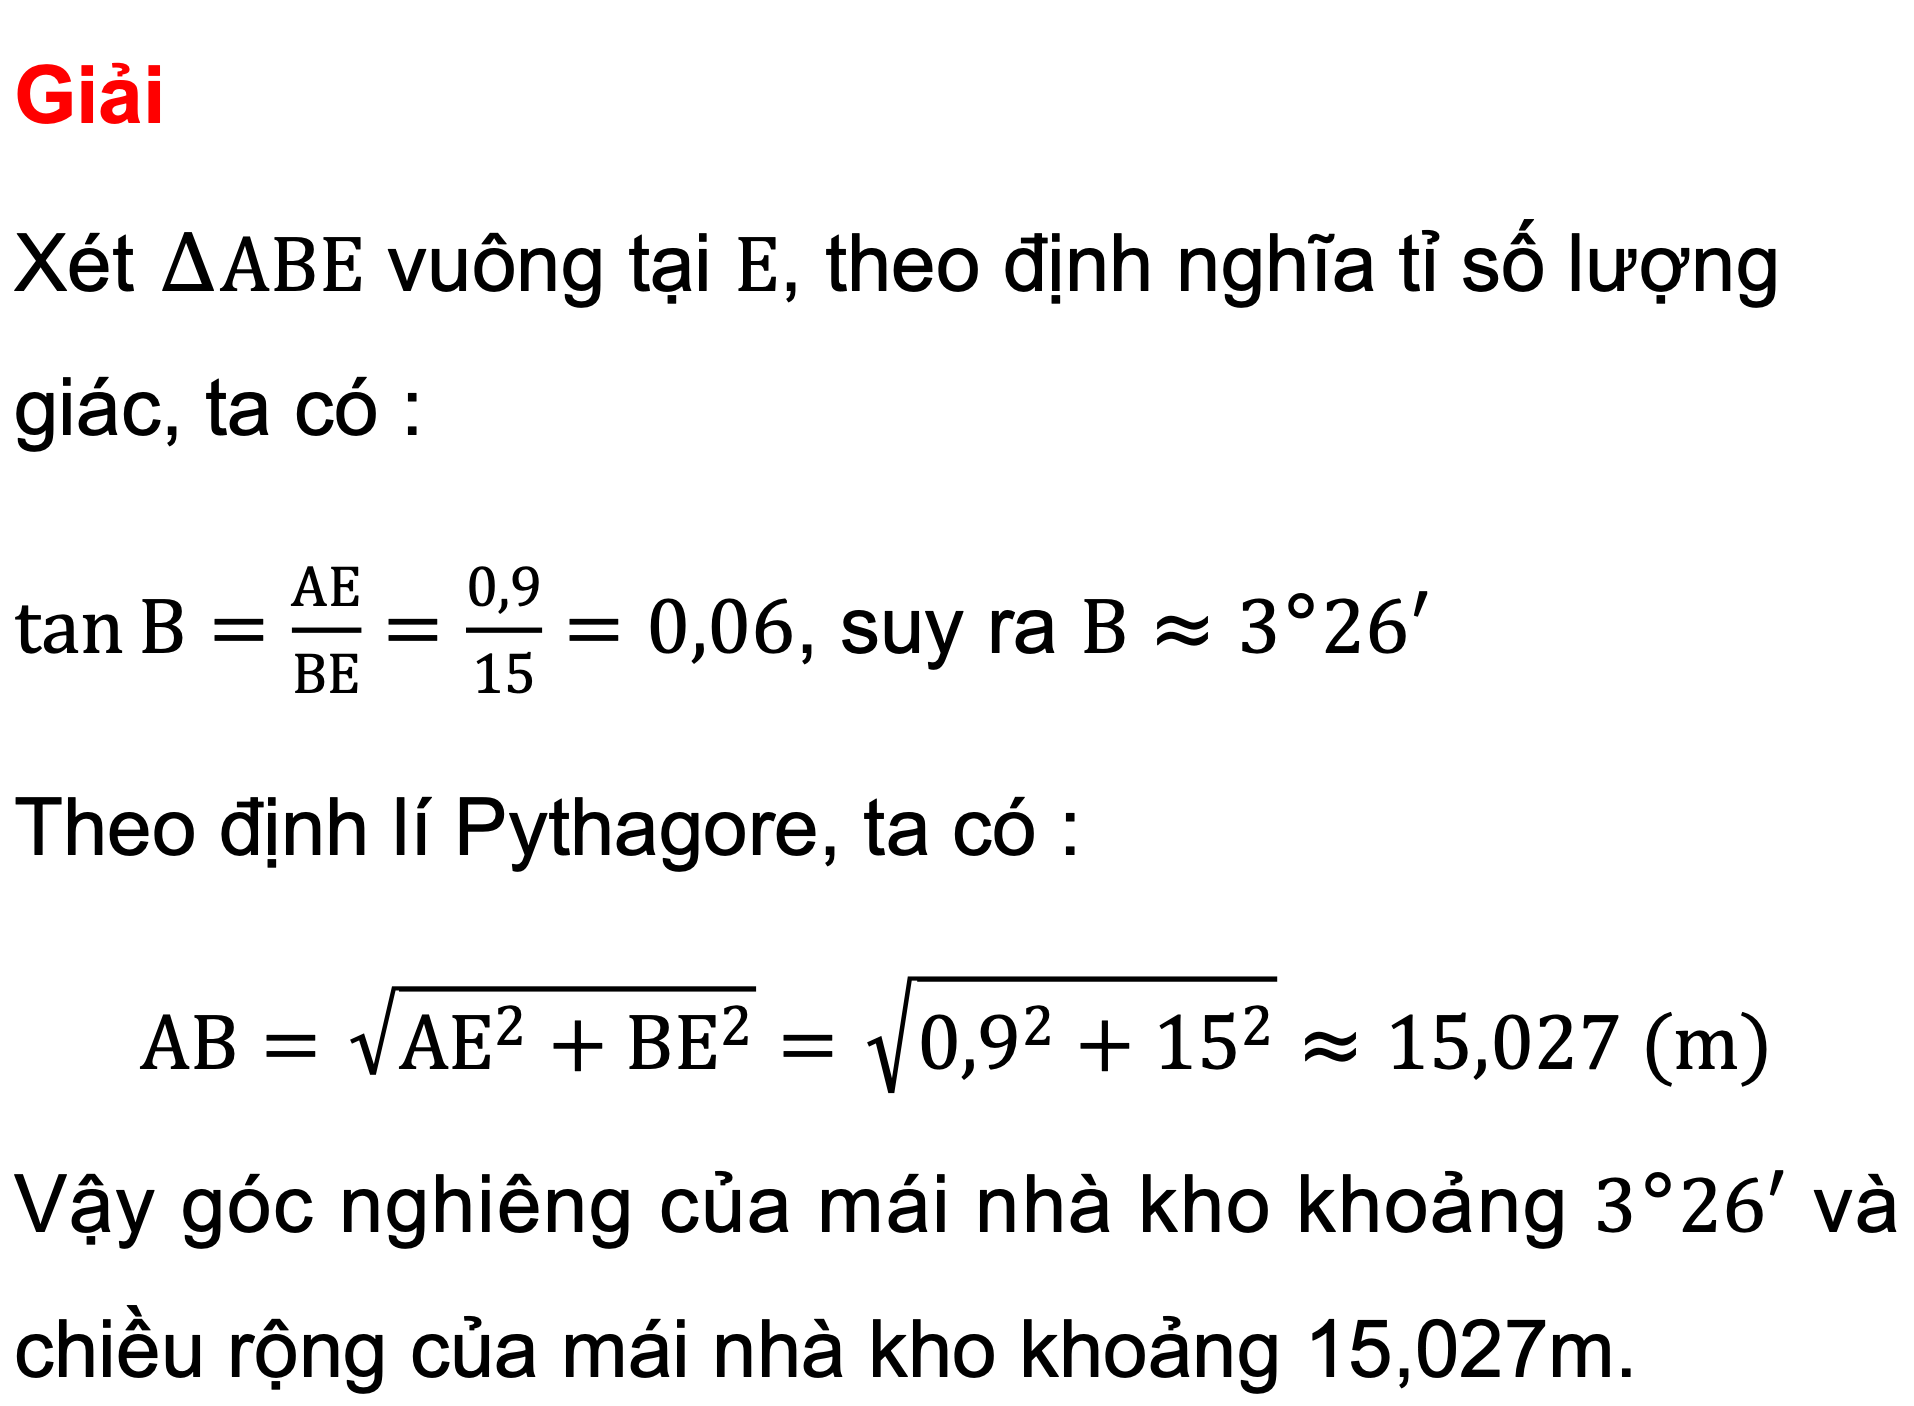 Giải
Xét ΔABE vuông tại E, theo định nghĩa tỉ số lượng
giác, ta có :
tan B = AE/BE = 0,9/15 = 0,06, suy ra B ≈ 3°26′
Theo định lí Pythagore, ta có :
AB = √(AE² + BE²) = √(0,9² + 15²) ≈ 15,027 (m)
Vậy góc nghiêng của mái nhà kho khoảng 3°26′ và
chiều rộng của mái nhà kho khoảng 15,027m.